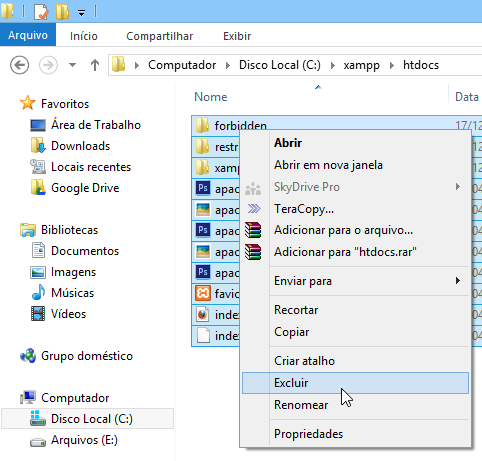 Arquivo Início Compartilhar Exibir
Computador Disco Local (C:) xampp htdocs
Favoritos
Área de Trabalho
Downloads
Locais recentes
Google Drive
Bibliotecas
Documentos
Imagens
Músicas
Vídeos
Grupo doméstico
Computador
Disco Local (C:)
Arquivos (E:)
Nome Data
forbidden 17/12
restr
xamp
apac
apac
apac
apac
favic
index
index
Abrir
Abrir em nova janela
SkyDrive Pro
TeraCopy...
Adicionar para o arquivo...
Adicionar para "htdocs.rar"
Enviar para
Recortar
Copiar
Criar atalho
Excluir
Renomear
Propriedades